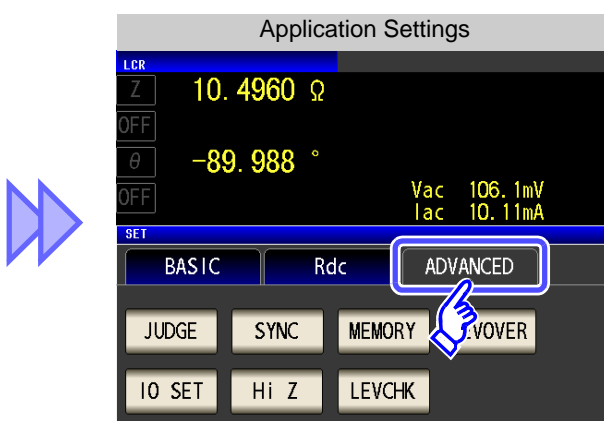 Application Settings
LCR
Z 10.4960 Ω
OFF
θ -89.988 °
OFF
Vac 106.1mV
Iac 10.11mA
SET
BASIC Rdc ADVANCED
JUDGE SYNC MEMORY VOVER
IO SET Hi Z LEVCHK